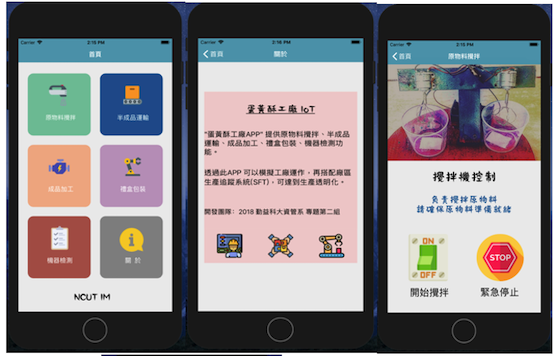 Carrier 2:15 PM
首頁
原物料攪拌
半成品運輸
成品加工
禮盒包裝
機器檢測
關 於
NCUT IM
Carrier 2:15 PM
首頁 關於
蛋黃酥工廠 IoT
"蛋黃酥工廠APP" 提供原物料攪拌、半成品
運輸、成品加工、禮盒包裝、機器檢測功
能。
透過此APP 可以模擬工廠運作，再搭配廠區
生產追蹤系統(SFT)，可達到生產透明化。
開發團隊：2018 勤益科大資管系 專題第二組
Carrier 2:16 PM
首頁 原物料攪拌
攪拌機控制
負責攪拌原物料
請確保原物料準備就緒
ON
OFF
STOP
開始攪拌 緊急停止